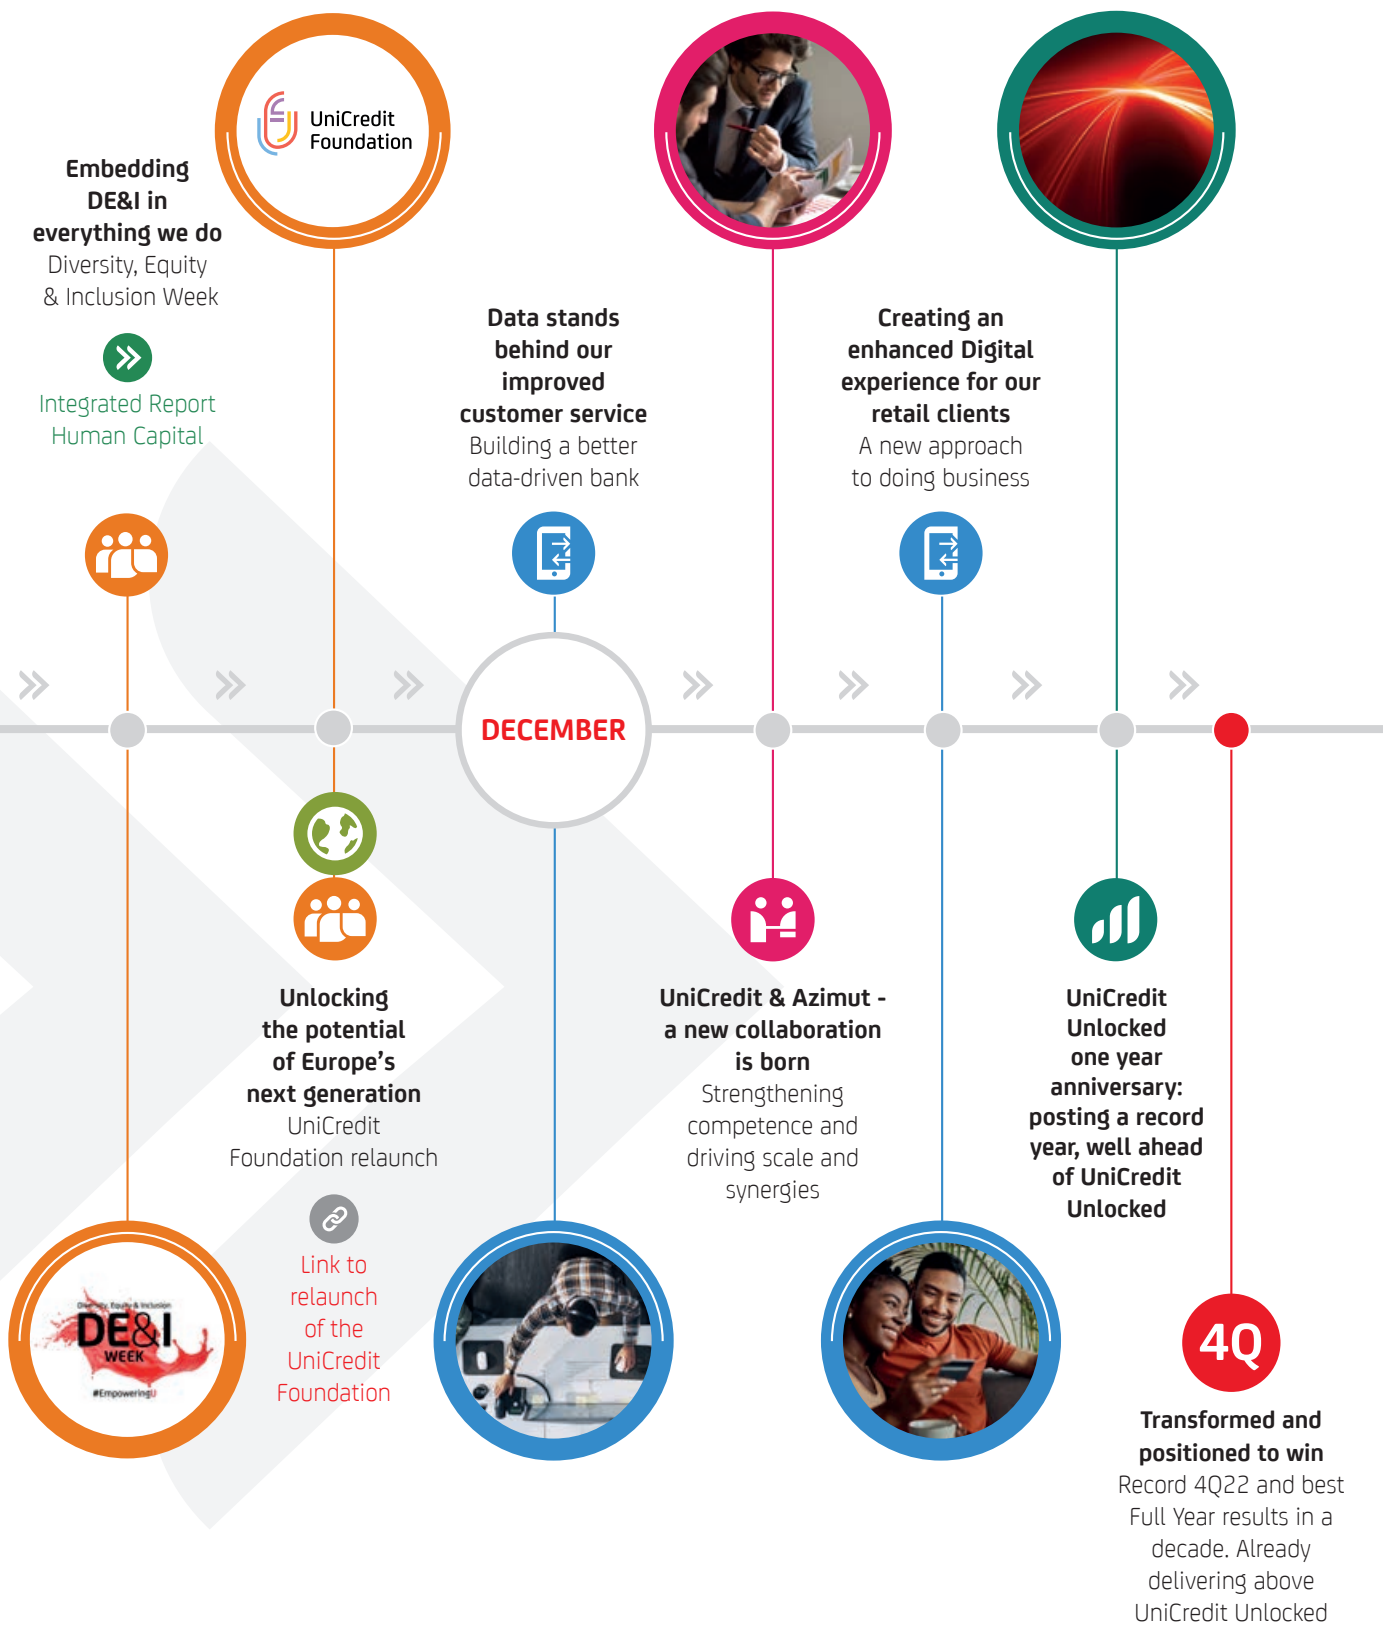 UniCredit
Foundation
Embedding
DE&I in
everything we do
Diversity, Equity
& Inclusion Week
Integrated Report
Human Capital
Data stands
behind our
improved
customer service
Building a better
data-driven bank
Creating an
enhanced Digital
experience for our
retail clients
A new approach
to doing business
DECEMBER
Unlocking
the potential
of Europe’s
next generation
UniCredit
Foundation relaunch
Link to
relaunch
of the
UniCredit
Foundation
UniCredit & Azimut -
a new collaboration
is born
Strengthening
competence and
driving scale and
synergies
UniCredit
Unlocked
one year
anniversary:
posting a record
year, well ahead
of UniCredit
Unlocked
Diversity, Equity & Inclusion
DE&I
WEEK
#EmpoweringU
4Q
Transformed and
positioned to win
Record 4Q22 and best
Full Year results in a
decade. Already
delivering above
UniCredit Unlocked